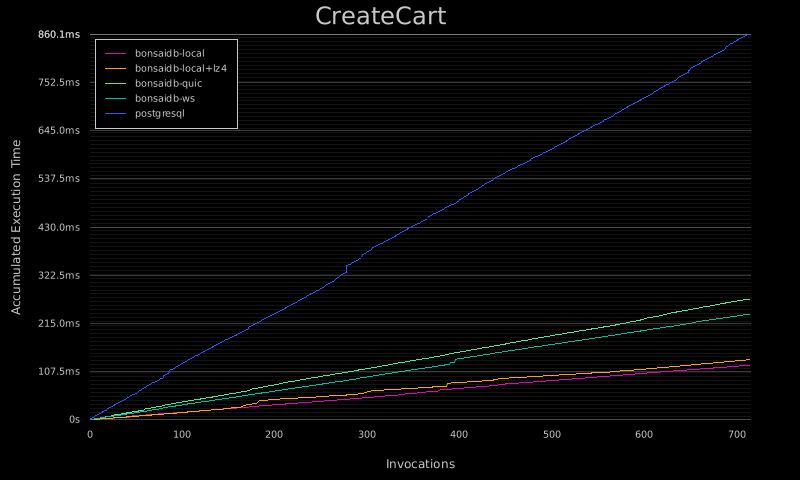 CreateCart
860.1ms
bonsaidb-local
bonsaidb-local+lz4
bonsaidb-quic
bonsaidb-ws
postgresql
752.5ms
645.0ms
537.5ms
430.0ms
322.5ms
215.0ms
107.5ms
0s
Accumulated Execution Time
0 100 200 300 400 500 600 700
Invocations